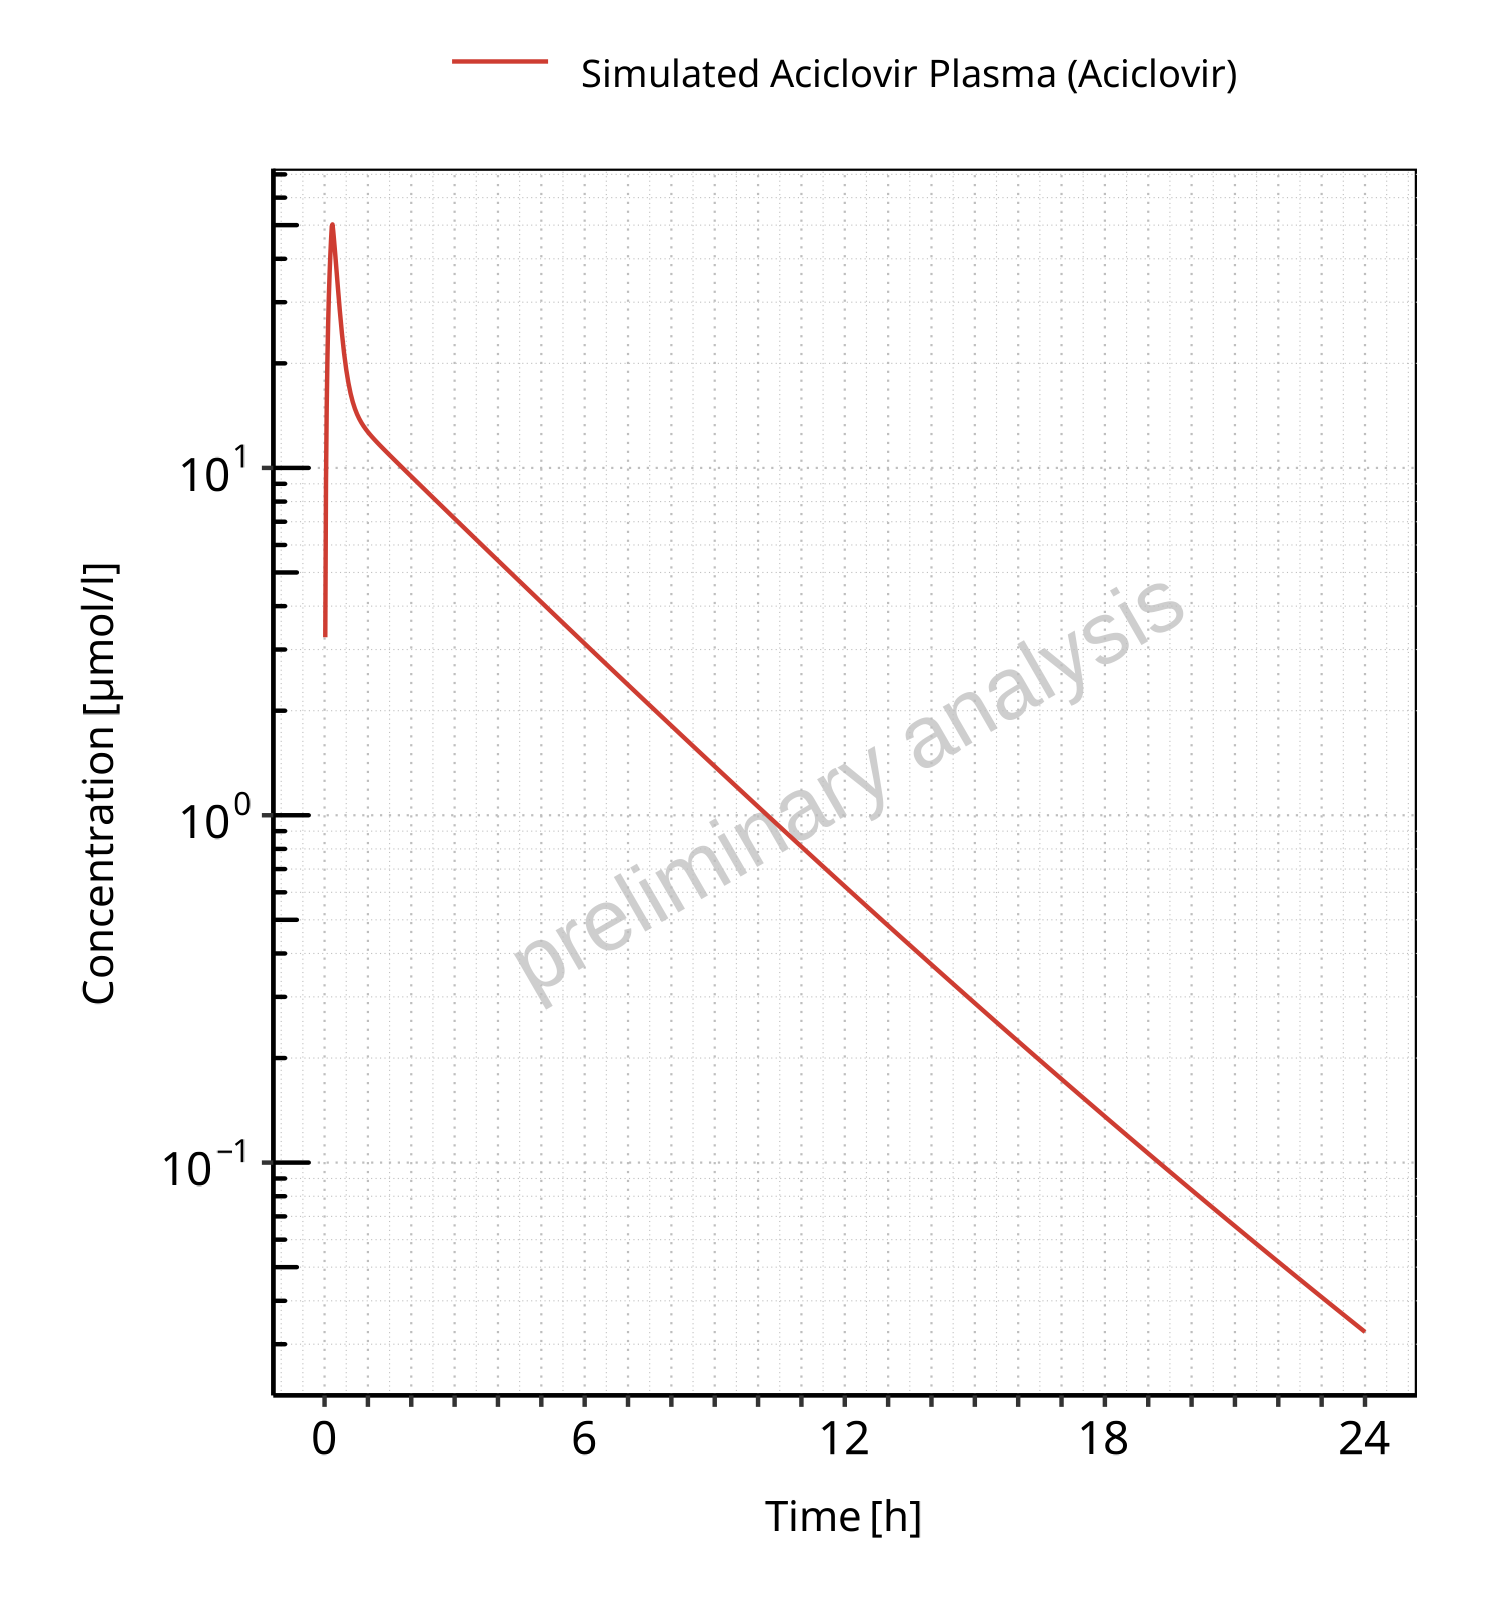 Simulated Aciclovir Plasma (Aciclovir)
10¹
10⁰
10⁻¹
Concentration [µmol/l]
preliminary analysis
0 6 12 18 24
Time [h]